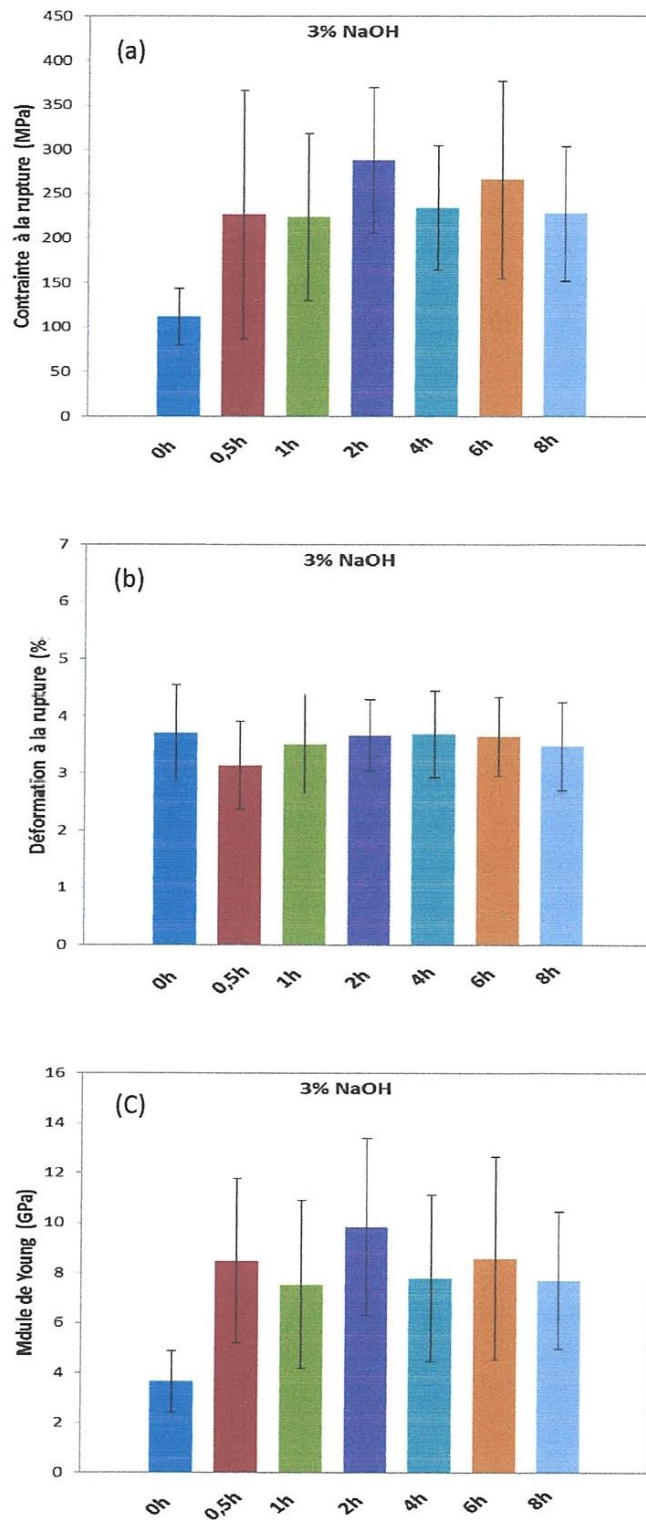 3% NaOH
(a)
Contrainte à la rupture (MPa)
450
400
350
300
250
200
150
100
50
0
0h
0,5h
1h
2h
4h
6h
8h
3% NaOH
(b)
Déformation à la rupture (%
7
6
5
4
3
2
1
0
0h
0,5h
1h
2h
4h
6h
8h
3% NaOH
(C)
Mdule de Young (GPa)
16
14
12
10
8
6
4
2
0
0h
0,5h
1h
2h
4h
6h
8h